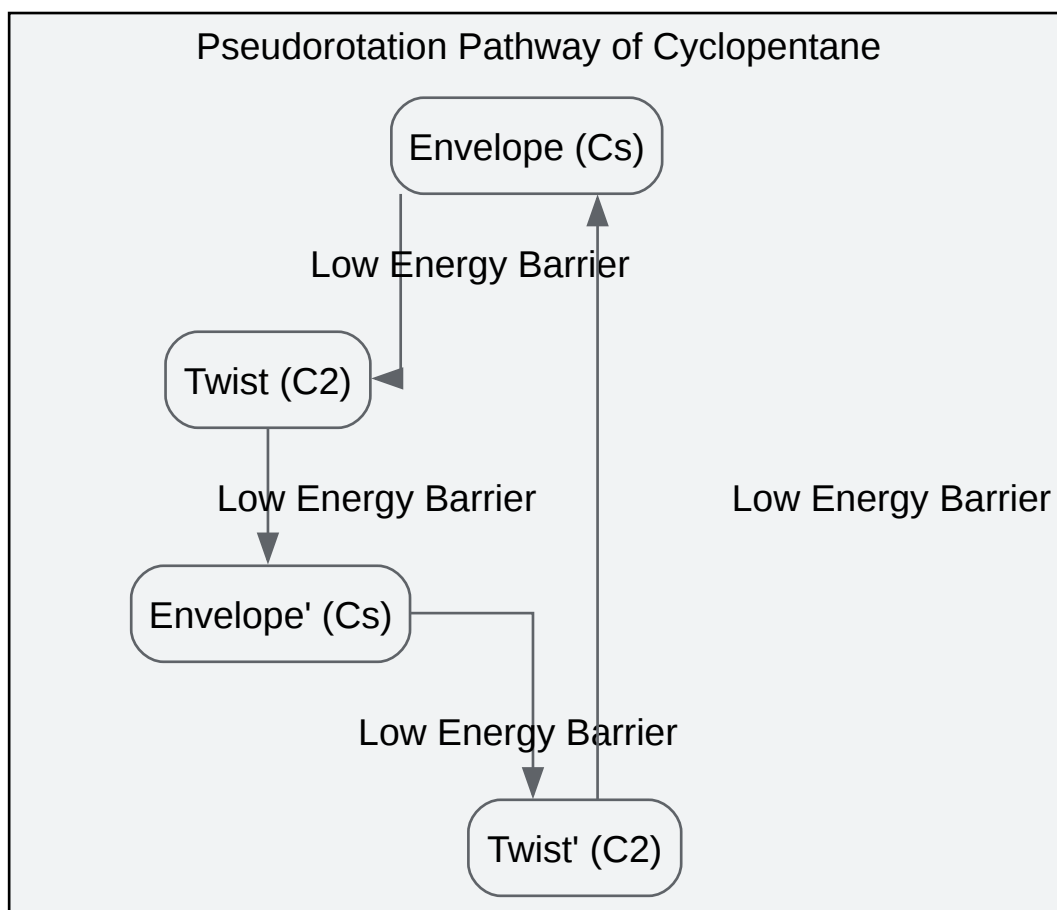 Pseudorotation Pathway of Cyclopentane
Envelope (Cs)
Low Energy Barrier
Twist (C2)
Low Energy Barrier
Low Energy Barrier
Envelope' (Cs)
Low Energy Barrier
Twist' (C2)